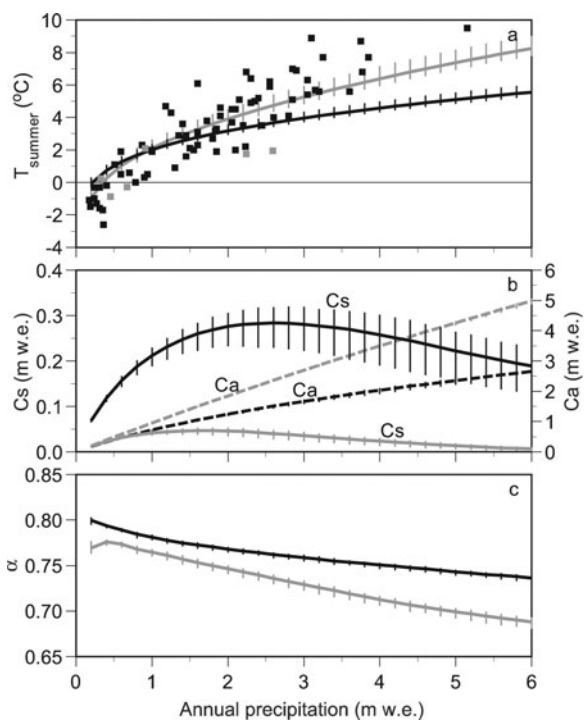 10
8
6
4
2
0
-2
-4
T summer (ºC)
a
0.4
0.3
0.2
0.1
0.0
Cs (m w.e.)
b
Cs
Ca
Ca
Cs
6
5
4
3
2
1
0
Ca (m w.e.)
0.85
0.80
0.75
0.70
0.65
α
c
0 1 2 3 4 5 6
Annual precipitation (m w.e.)